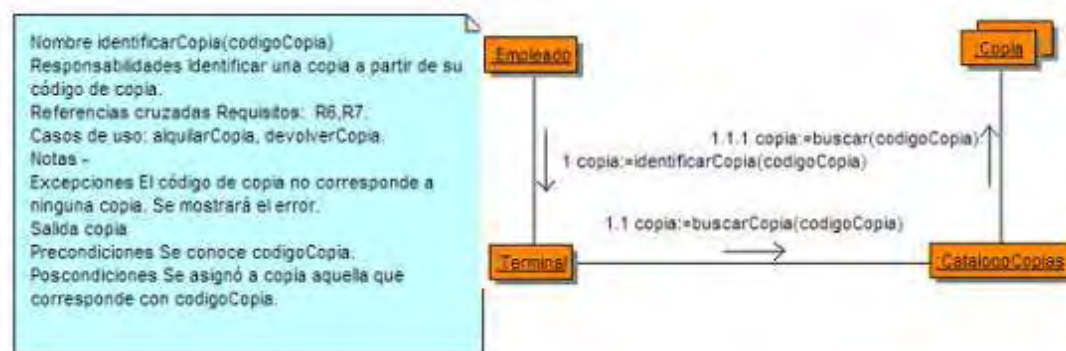 Nombre identificarCopia(codigoCopia)
Responsabilidades Identificar una copia a partir de su
código de copia.
Referencias cruzadas Requisitos: R6,R7.
Casos de uso: alquilarCopia, devolverCopia.
Notas -
Excepciones El código de copia no corresponde a
ninguna copia. Se mostrará el error.
Salida copia
Precondiciones Se conoce codigoCopia.
Poscondiciones Se asignó a copia aquella que
corresponde con codigoCopia.
:Empleado
:Copia
1.1.1 copia:=buscar(codigoCopia)
1 copia:=identificarCopia(codigoCopia)
1.1 copia:=buscarCopia(codigoCopia)
:Terminal
:CatalogoCopias